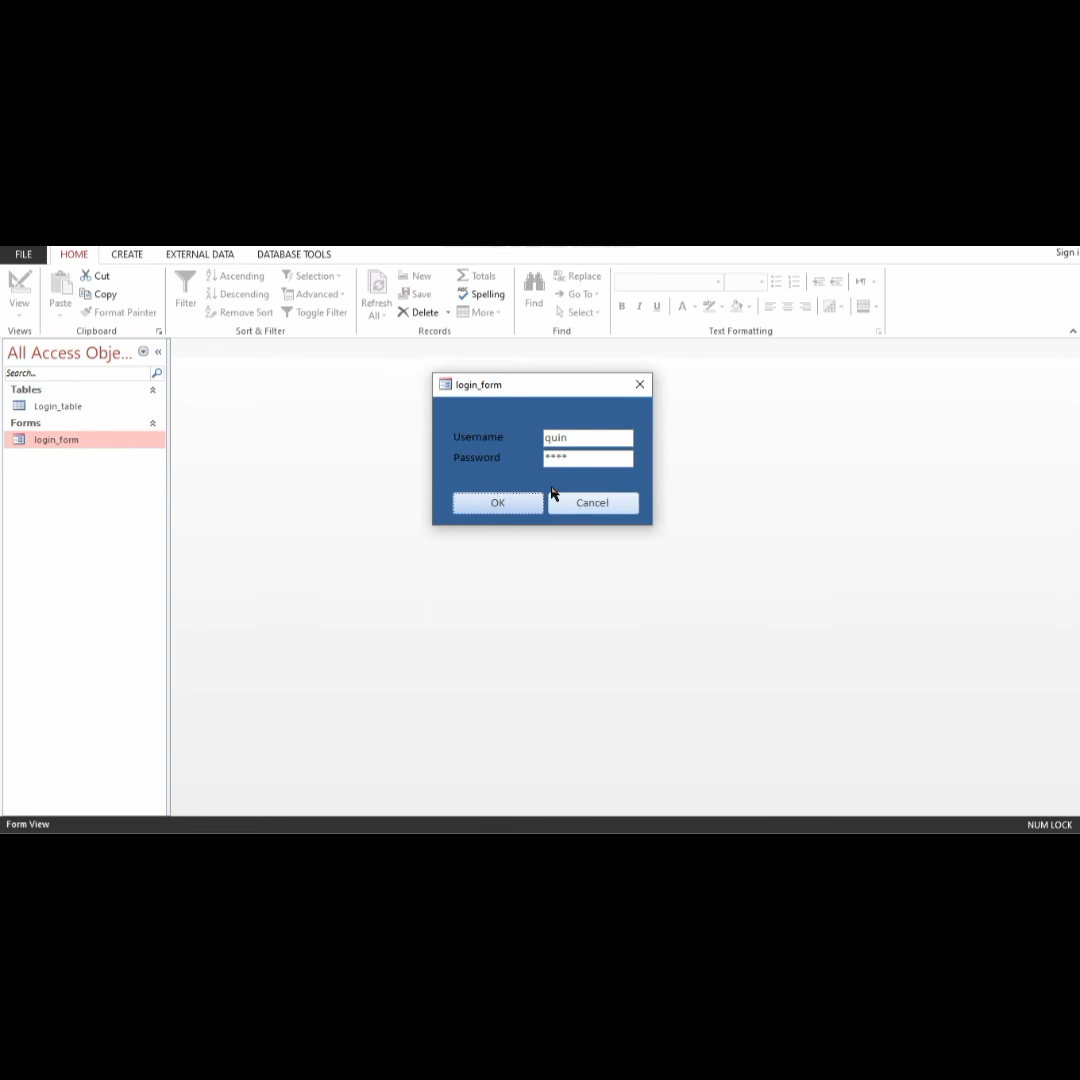 FILE HOME CREATE EXTERNAL DATA DATABASE TOOLS Sign i
View Paste Cut Copy Format Painter
Views Clipboard
Filter Ascending Descending Remove Sort Selection Advanced Toggle Filter
Sort & Filter
Refresh All New Save Delete Totals Spelling More
Records
Find Replace Go To Select
Find
B I U A
Text Formatting
All Access Obje...
Search..
Tables
Login_table
Forms
login_form
login_form
Username quin
Password ****
OK Cancel
Form View NUM LOCK